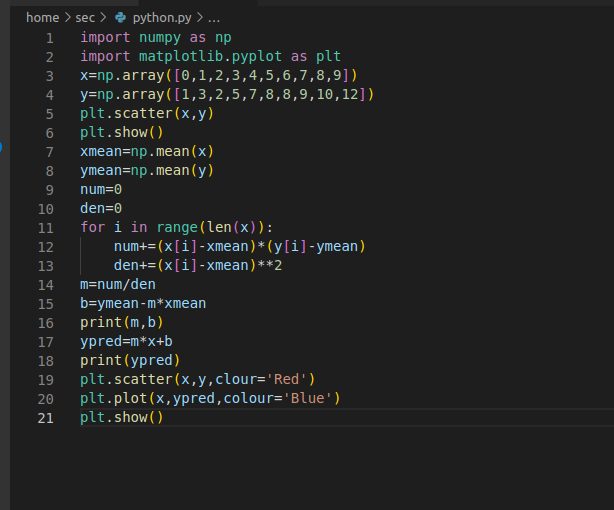 home > sec > python.py > ...
1 import numpy as np
2 import matplotlib.pyplot as plt
3 x=np.array([0,1,2,3,4,5,6,7,8,9])
4 y=np.array([1,3,2,5,7,8,8,9,10,12])
5 plt.scatter(x,y)
6 plt.show()
7 xmean=np.mean(x)
8 ymean=np.mean(y)
9 num=0
10 den=0
11 for i in range(len(x)):
12     num+=(x[i]-xmean)*(y[i]-ymean)
13     den+=(x[i]-xmean)**2
14 m=num/den
15 b=ymean-m*xmean
16 print(m,b)
17 ypred=m*x+b
18 print(ypred)
19 plt.scatter(x,y,clour='Red')
20 plt.plot(x,ypred,colour='Blue')
21 plt.show()